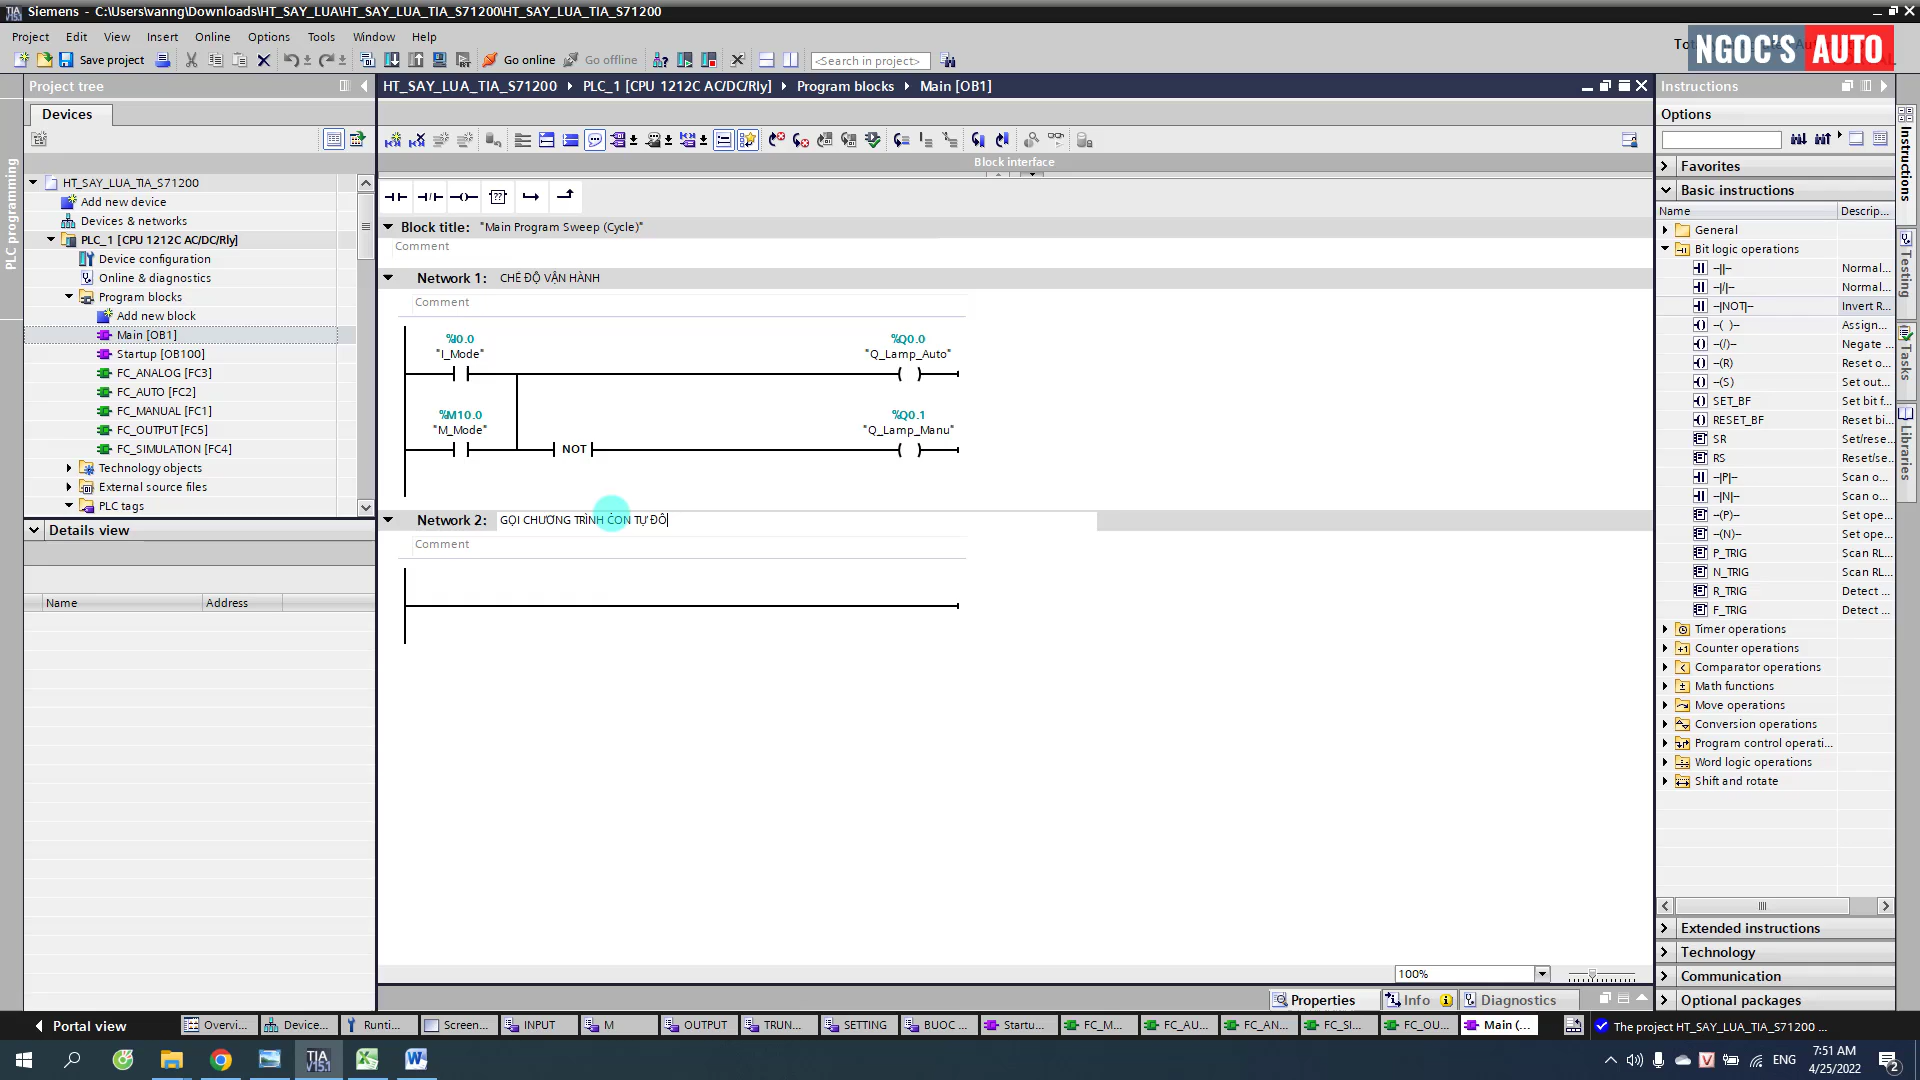 Siemens - C:\Users\vanng\Downloads\HT_SAY_LUA\HT_SAY_LUA_TIA_S71200\HT_SAY_LUA_TIA_S71200
Project Edit View Insert Online Options Tools Window Help
NGOC'S AUTO
Save project
Go online
Go offline
<Search in project>
Project tree
HT_SAY_LUA_TIA_S71200 PLC_1 [CPU 1212C AC/DC/Rly] Program blocks Main [OB1]
Instructions
Devices
Options
Block interface
PLC programming
HT_SAY_LUA_TIA_S71200
Add new device
Devices & networks
PLC_1 [CPU 1212C AC/DC/Rly]
Device configuration
Online & diagnostics
Program blocks
Add new block
Main [OB1]
Startup [OB100]
FC_ANALOG [FC3]
FC_AUTO [FC2]
FC_MANUAL [FC1]
FC_OUTPUT [FC5]
FC_SIMULATION [FC4]
Technology objects
External source files
PLC tags
Details view
Name Address
Block title: "Main Program Sweep (Cycle)"
Comment
Network 1: CHẾ ĐỘ VẬN HÀNH
Comment
%I0.0
"I_Mode"
%Q0.0
"Q_Lamp_Auto"
%M10.0
"M_Mode"
NOT
%Q0.1
"Q_Lamp_Manu"
Network 2: GỌI CHƯƠNG TRÌNH CON TỰ ĐÔ
Comment
100%
Properties Info Diagnostics
Favorites
Basic instructions
Name Descrip...
General
Bit logic operations
-||- Normal...
-|/|- Normal...
-|NOT|- Invert R...
-( )- Assign...
-(/)- Negate ...
-(R) Reset o...
-(S) Set out...
SET_BF Set bit f...
RESET_BF Reset bi...
SR Set/rese...
RS Reset/se...
-|P|- Scan o...
-|N|- Scan o...
-(P)- Set ope...
-(N)- Set ope...
P_TRIG Scan RL...
N_TRIG Scan RL...
R_TRIG Detect ...
F_TRIG Detect ...
Timer operations
Counter operations
Comparator operations
Math functions
Move operations
Conversion operations
Program control operati...
Word logic operations
Shift and rotate
Extended instructions
Technology
Communication
Optional packages
Instructions
Testing
Tasks
Libraries
Portal view Overvi... Device... Runti... Screen... INPUT M OUTPUT TRUN... SETTING BUOC ... Startu... FC_M... FC_AU... FC_AN... FC_SI... FC_OU... Main (...
The project HT_SAY_LUA_TIA_S71200 ...
TIA V15.1
ENG
7:51 AM
4/25/2022
2